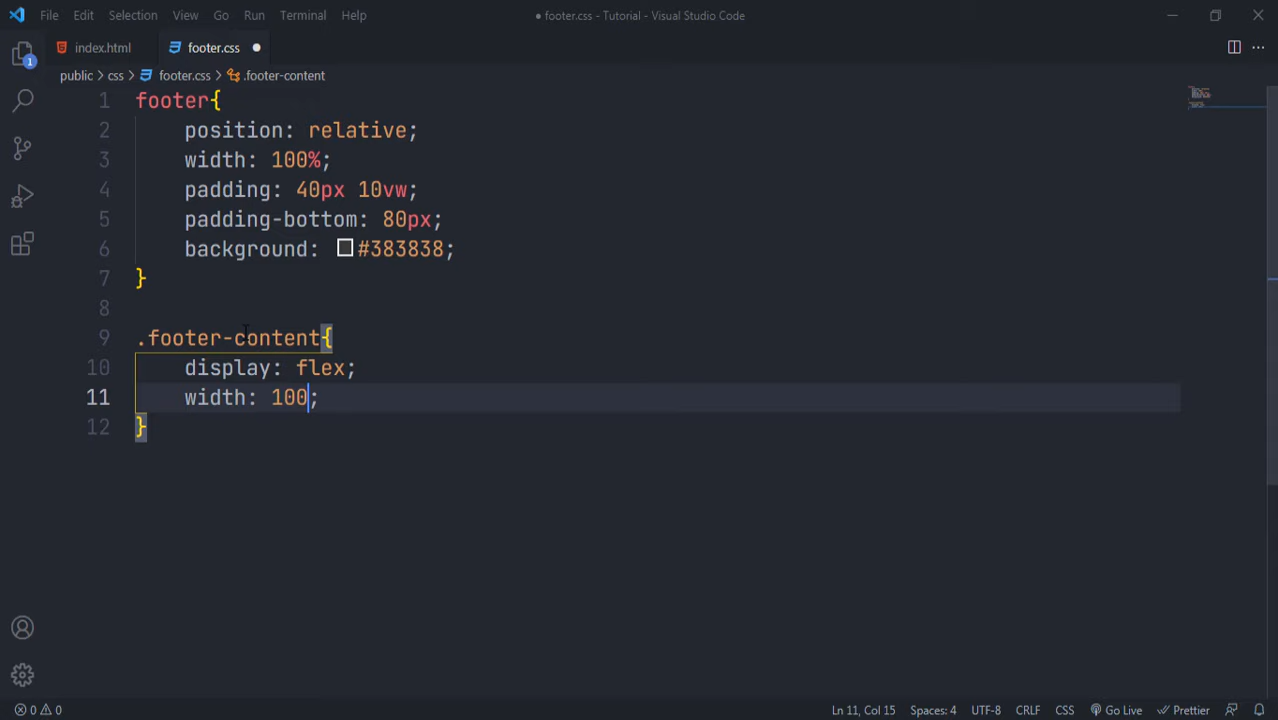 File Edit Selection View Go Run Terminal Help ● footer.css - Tutorial - Visual Studio Code
index.html footer.css ●
public > css > footer.css > .footer-content
1 footer{
2 position: relative;
3 width: 100%;
4 padding: 40px 10vw;
5 padding-bottom: 80px;
6 background: #383838;
7 }
8
9 .footer-content{
10 display: flex;
11 width: 100;
12 }
1
0 0 Ln 11, Col 15 Spaces: 4 UTF-8 CRLF CSS Go Live Prettier